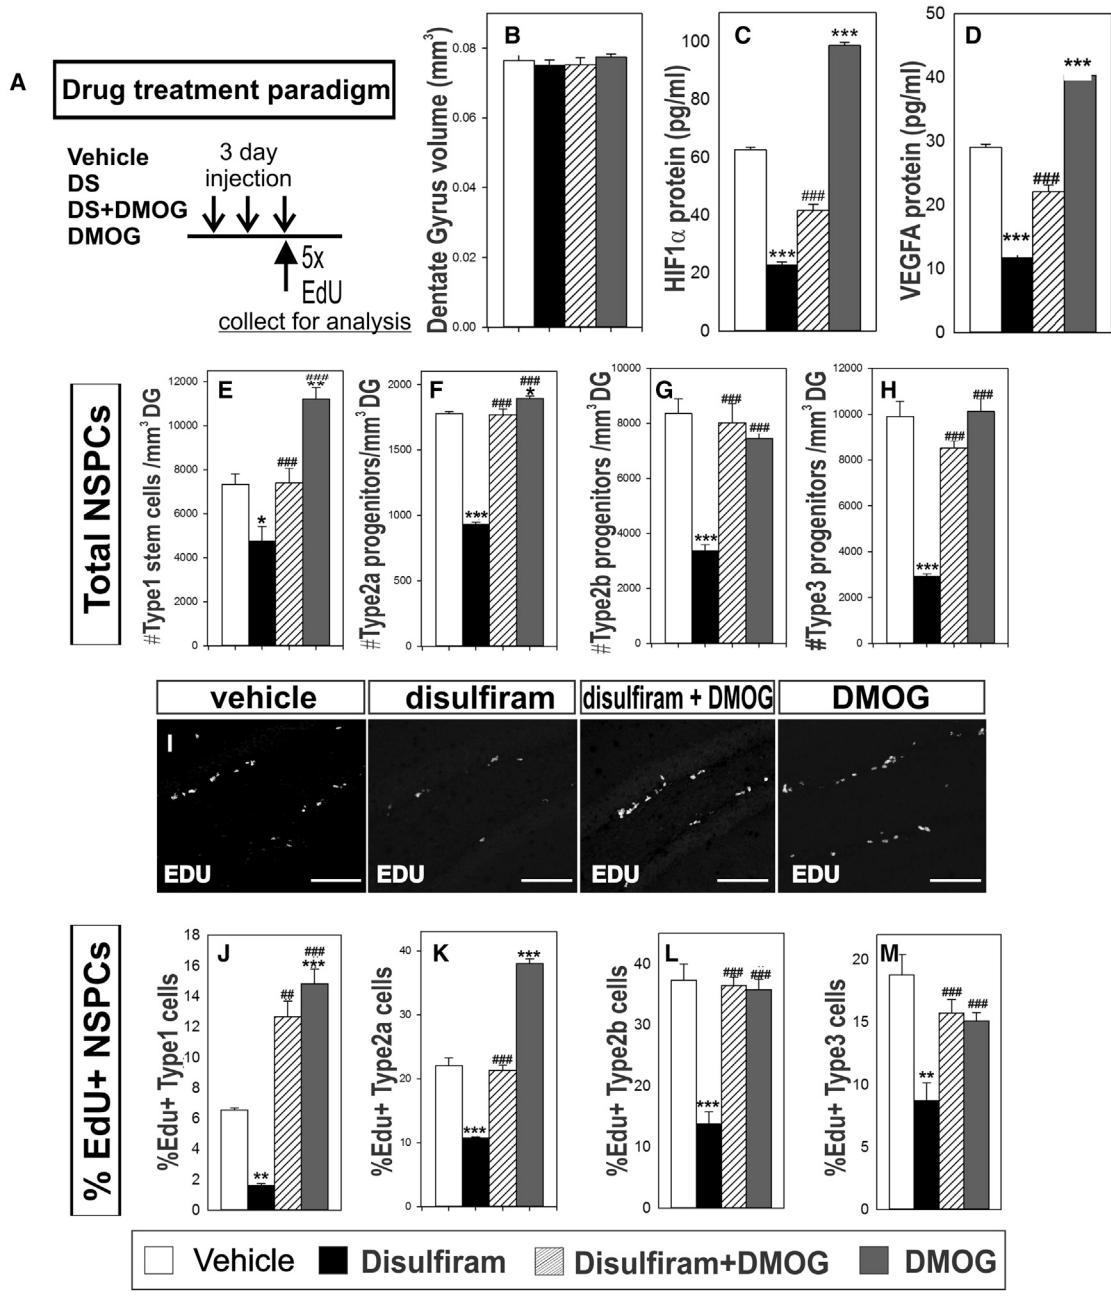 A
Drug treatment paradigm
Vehicle
DS
DS+DMOG
DMOG
3 day
injection
5x
EdU
collect for analysis
B
Dentate Gyrus volume (mm3)
0.08
0.06
0.04
0.02
0.00
C
HIF1α protein (pg/ml)
100
80
60
40
20
0
***
###
***
D
VEGFA protein (pg/ml)
50
40
30
20
10
0
***
###
***
Total NSPCs
E
#Type1 stem cells /mm3 DG
12000
8000
6000
4000
2000
0
*
###
###
**
F
#Type2a progenitors/mm3 DG
2000
1500
1000
500
0
***
###
###
*
G
#Type2b progenitors /mm3 DG
10000
8000
6000
4000
2000
0
***
###
###
H
#Type3 progenitors /mm3 DG
12000
10000
8000
6000
4000
2000
0
***
###
###
vehicle
disulfiram
disulfiram + DMOG
DMOG
I
EDU
EDU
EDU
EDU
% EdU+ NSPCs
J
%Edu+ Type1 cells
18
16
14
12
10
8
6
4
2
0
**
##
###
***
K
%Edu+ Type2a cells
40
30
20
10
0
***
###
***
L
%Edu+ Type2b cells
40
30
20
10
0
***
###
###
M
%Edu+ Type3 cells
20
15
10
5
0
**
###
###
Vehicle
Disulfiram
Disulfiram+DMOG
DMOG